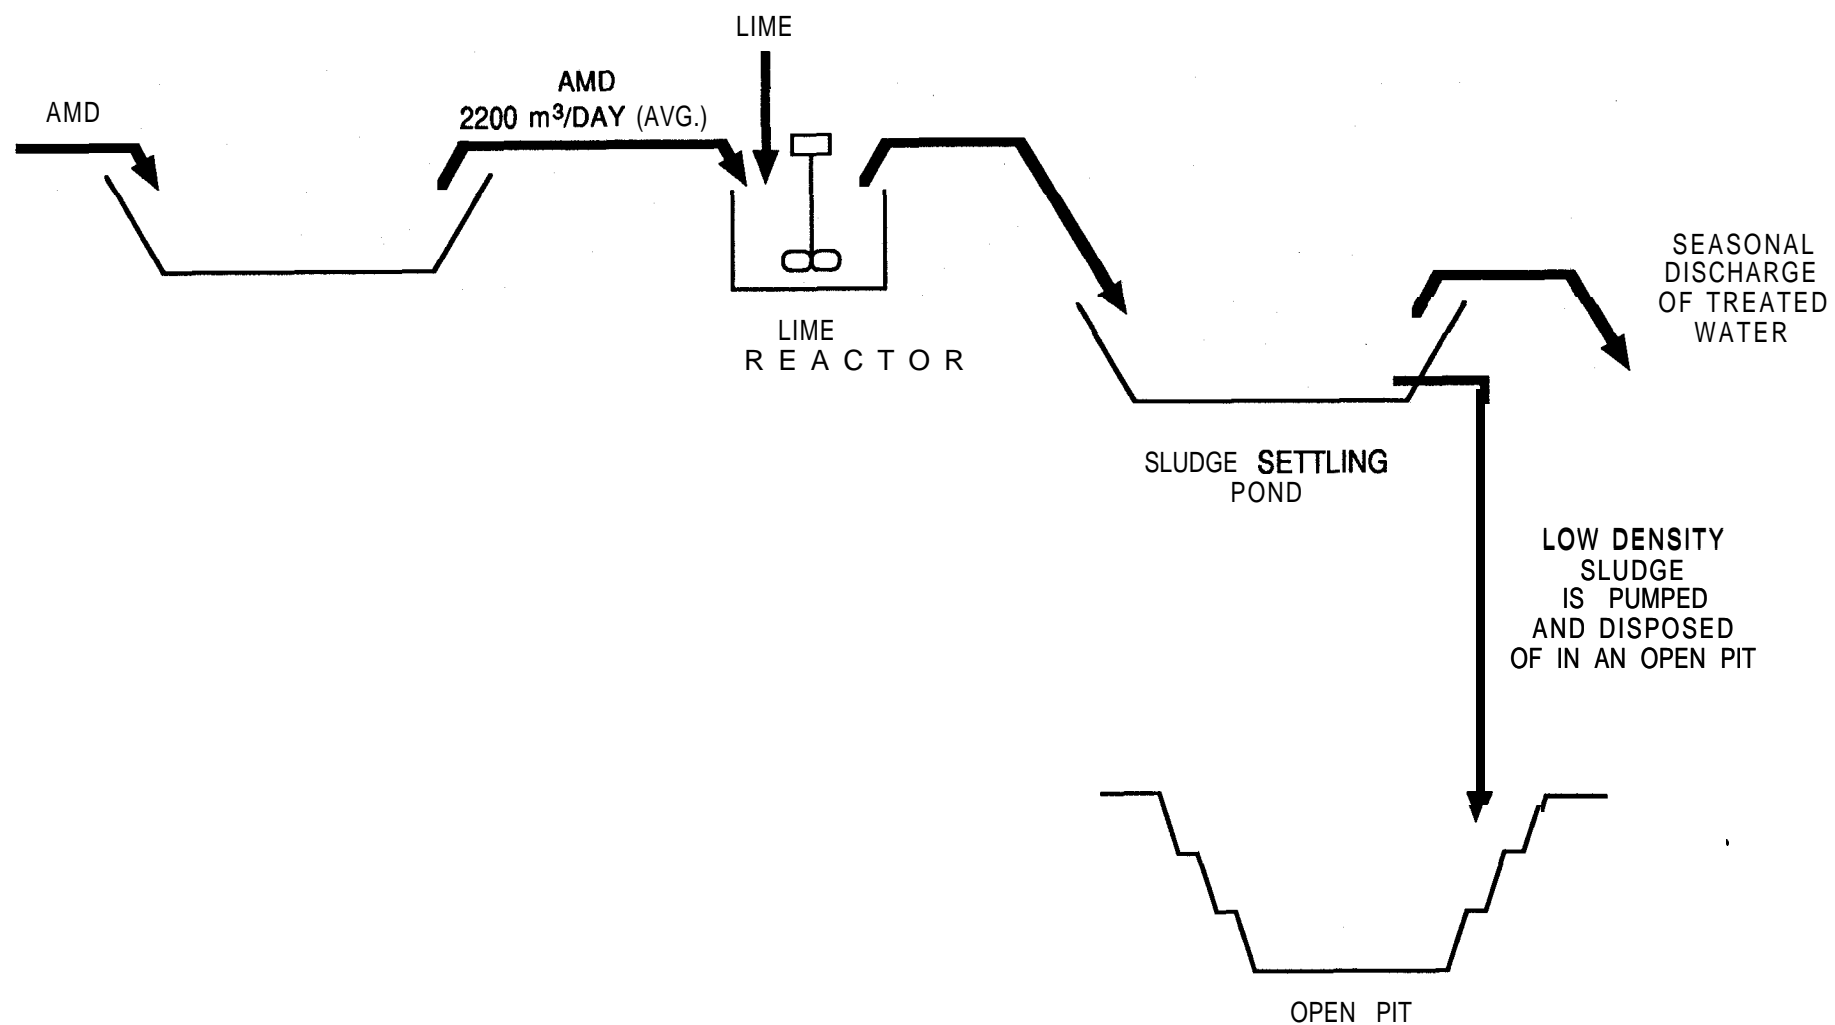 LIME
AMD
AMD
2200 m³/DAY (AVG.)
LIME
REACTOR
SEASONAL
DISCHARGE
OF TREATED
WATER
SLUDGE SETTLING
POND
LOW DENSITY
SLUDGE
IS PUMPED
AND DISPOSED
OF IN AN OPEN PIT
OPEN PIT